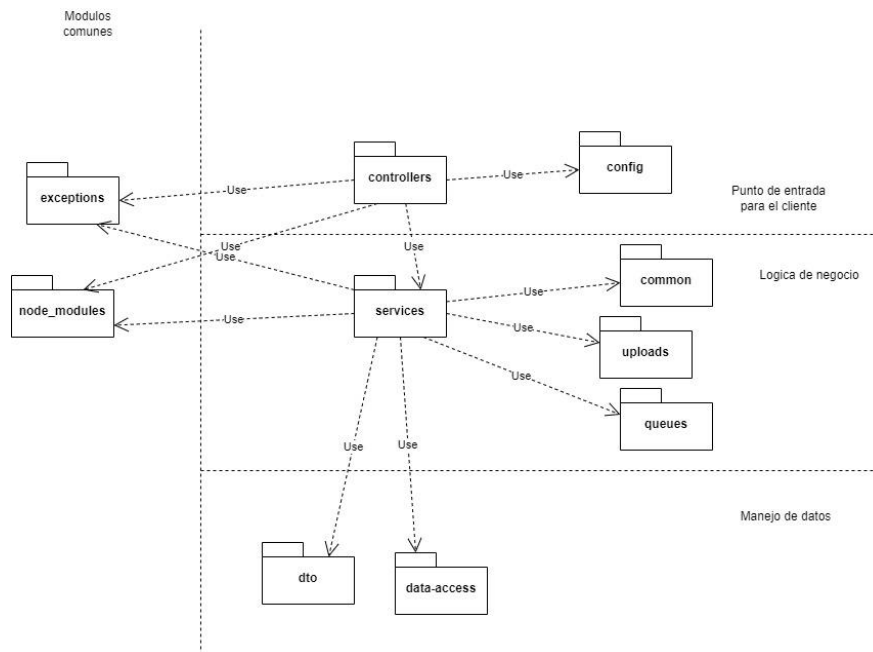 Modulos
comunes
controllers
config
exceptions
Use
Use
Punto de entrada
para el cliente
Use
Use
Use
Logica de negocio
node_modules
services
common
Use
Use
uploads
Use
Use
queues
Use
Use
Manejo de datos
dto
data-access